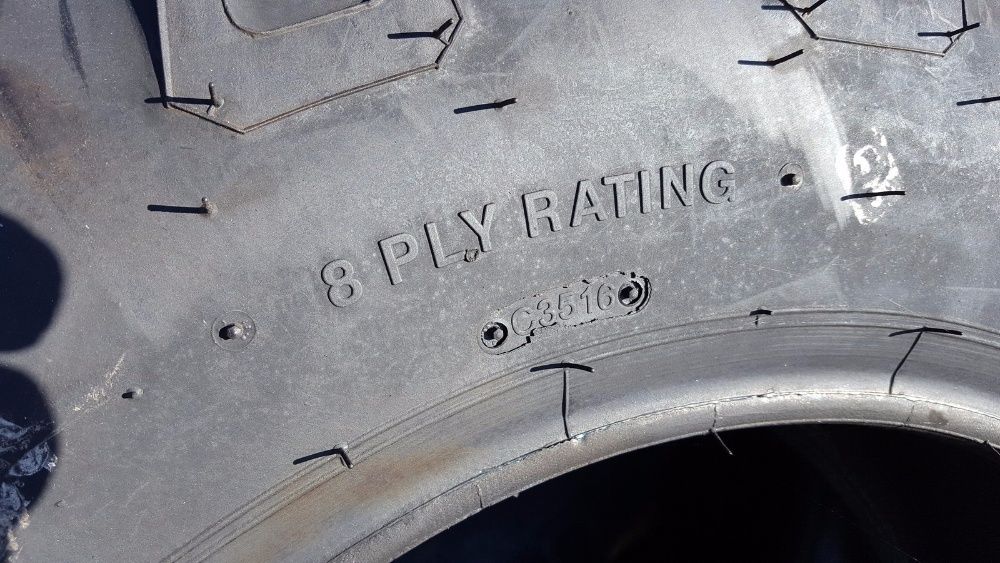 8 PLY RATING
C3516